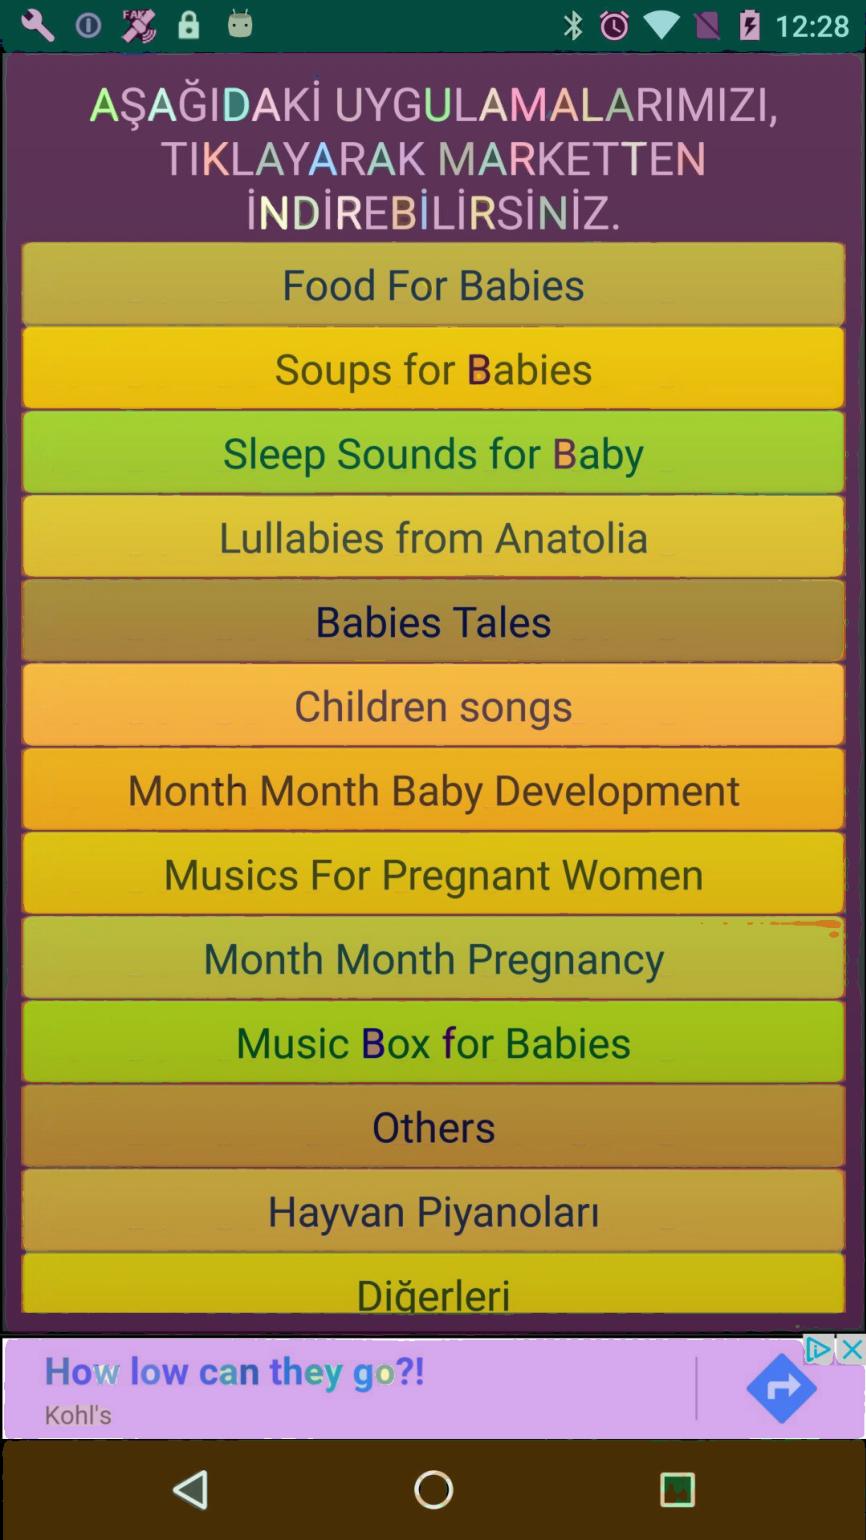 12:28
AŞAĞIDAKİ UYGULAMALARIMIZI,
TIKLAYARAK MARKETTEN
İNDİREBİLİRSİNİZ.
Food For Babies
Soups for Babies
Sleep Sounds for Baby
Lullabies from Anatolia
Babies Tales
Children songs
Month Month Baby Development
Musics For Pregnant Women
Month Month Pregnancy
Music Box for Babies
Others
Hayvan Piyanoları
Diğerleri
How low can they go?!
Kohl's